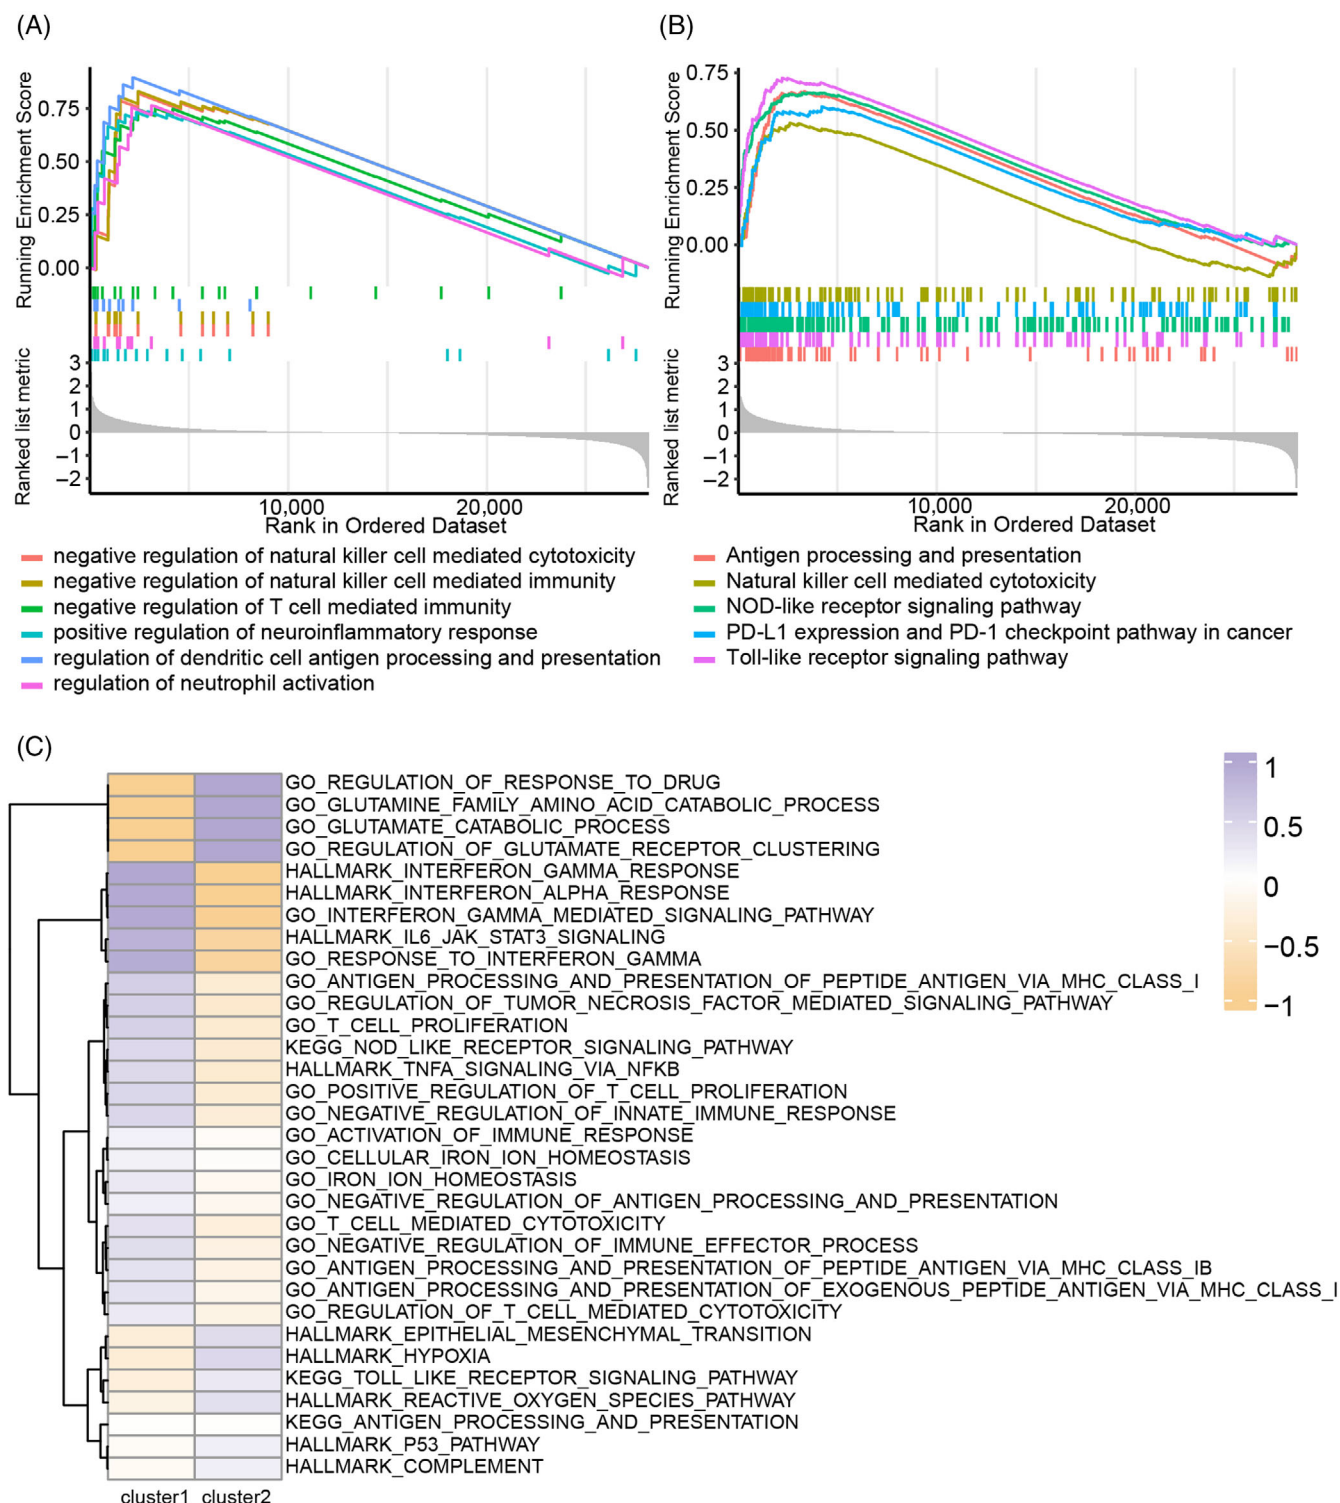 (A)
Running Enrichment Score
0.75
0.50
0.25
0.00
Ranked list metric
3
2
1
0
−1
−2
10,000
20,000
Rank in Ordered Dataset
negative regulation of natural killer cell mediated cytotoxicity
negative regulation of natural killer cell mediated immunity
negative regulation of T cell mediated immunity
positive regulation of neuroinflammatory response
regulation of dendritic cell antigen processing and presentation
regulation of neutrophil activation
(B)
Running Enrichment Score
0.75
0.50
0.25
0.00
Ranked list metric
3
2
1
0
−1
−2
10,000
20,000
Rank in Ordered Dataset
Antigen processing and presentation
Natural killer cell mediated cytotoxicity
NOD-like receptor signaling pathway
PD-L1 expression and PD-1 checkpoint pathway in cancer
Toll-like receptor signaling pathway
(C)
GO_REGULATION_OF_RESPONSE_TO_DRUG
GO_GLUTAMINE_FAMILY_AMINO_ACID_CATABOLIC_PROCESS
GO_GLUTAMATE_CATABOLIC_PROCESS
GO_REGULATION_OF_GLUTAMATE_RECEPTOR_CLUSTERING
HALLMARK_INTERFERON_GAMMA_RESPONSE
HALLMARK_INTERFERON_ALPHA_RESPONSE
GO_INTERFERON_GAMMA_MEDIATED_SIGNALING_PATHWAY
HALLMARK_IL6_JAK_STAT3_SIGNALING
GO_RESPONSE_TO_INTERFERON_GAMMA
GO_ANTIGEN_PROCESSING_AND_PRESENTATION_OF_PEPTIDE_ANTIGEN_VIA_MHC_CLASS_I
GO_REGULATION_OF_TUMOR_NECROSIS_FACTOR_MEDIATED_SIGNALING_PATHWAY
GO_T_CELL_PROLIFERATION
KEGG_NOD_LIKE_RECEPTOR_SIGNALING_PATHWAY
HALLMARK_TNFA_SIGNALING_VIA_NFKB
GO_POSITIVE_REGULATION_OF_T_CELL_PROLIFERATION
GO_NEGATIVE_REGULATION_OF_INNATE_IMMUNE_RESPONSE
GO_ACTIVATION_OF_IMMUNE_RESPONSE
GO_CELLULAR_IRON_ION_HOMEOSTASIS
GO_IRON_ION_HOMEOSTASIS
GO_NEGATIVE_REGULATION_OF_ANTIGEN_PROCESSING_AND_PRESENTATION
GO_T_CELL_MEDIATED_CYTOTOXICITY
GO_NEGATIVE_REGULATION_OF_IMMUNE_EFFECTOR_PROCESS
GO_ANTIGEN_PROCESSING_AND_PRESENTATION_OF_PEPTIDE_ANTIGEN_VIA_MHC_CLASS_IB
GO_ANTIGEN_PROCESSING_AND_PRESENTATION_OF_EXOGENOUS_PEPTIDE_ANTIGEN_VIA_MHC_CLASS_I
GO_REGULATION_OF_T_CELL_MEDIATED_CYTOTOXICITY
HALLMARK_EPITHELIAL_MESENCHYMAL_TRANSITION
HALLMARK_HYPOXIA
KEGG_TOLL_LIKE_RECEPTOR_SIGNALING_PATHWAY
HALLMARK_REACTIVE_OXYGEN_SPECIES_PATHWAY
KEGG_ANTIGEN_PROCESSING_AND_PRESENTATION
HALLMARK_P53_PATHWAY
HALLMARK_COMPLEMENT
cluster1 cluster2
1
0.5
0
−0.5
−1